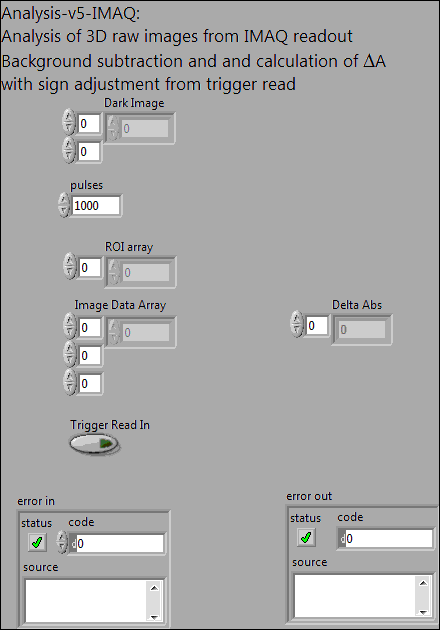 Analysis-v5-IMAQ:
Analysis of 3D raw images from IMAQ readout
Background subtraction and and calculation of ΔA
with sign adjustment from trigger read
Dark Image
0 0
0
pulses
1000
ROI array
0 0
Image Data Array
0 0
0
0
Delta Abs
0 0
Trigger Read In
error in
status code
d0
source
error out
status code
d0
source